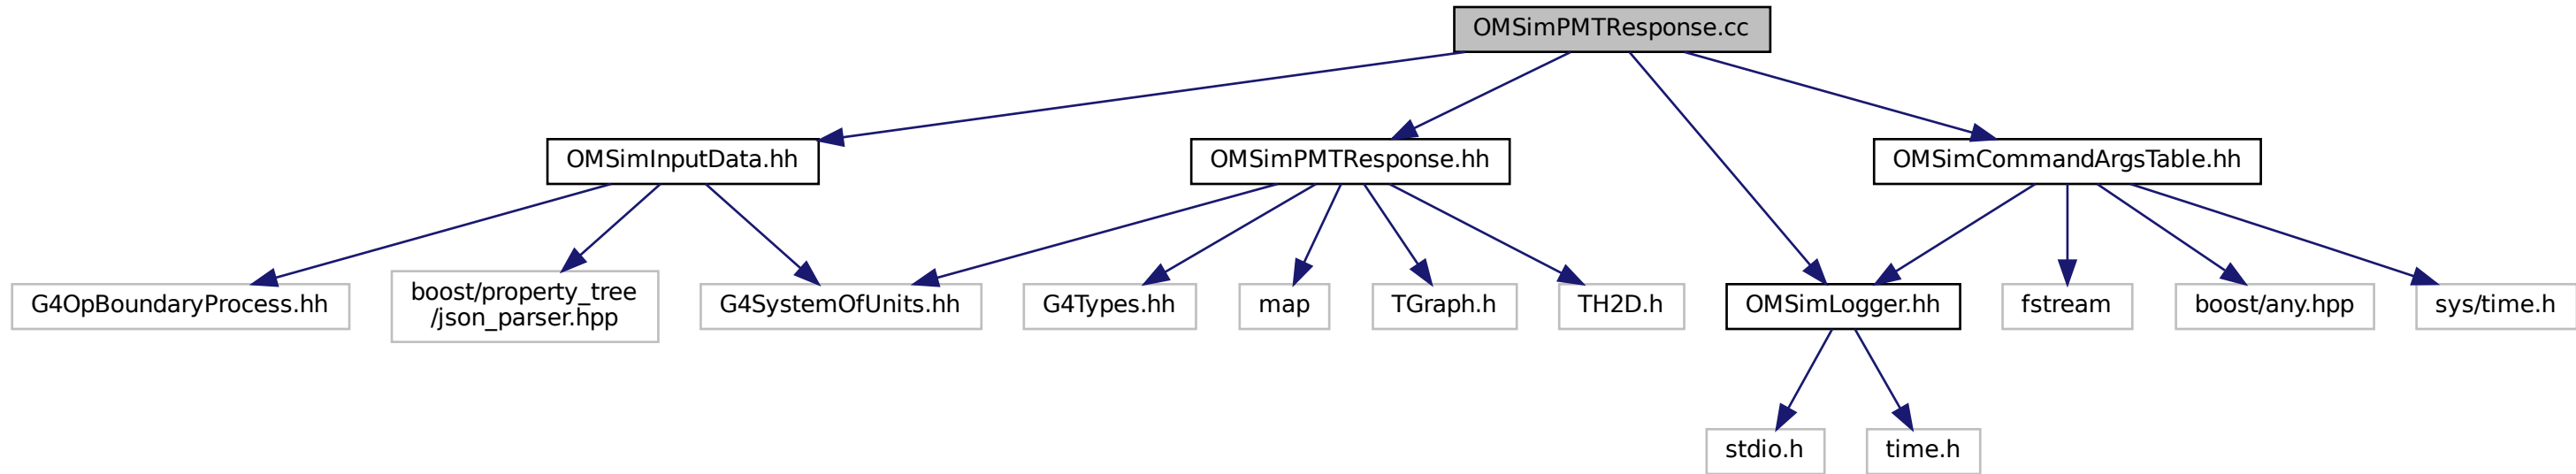 OMSimPMTResponse.cc
OMSimInputData.hh
OMSimPMTResponse.hh
OMSimCommandArgsTable.hh
G4OpBoundaryProcess.hh
boost/property_tree
/json_parser.hpp
G4SystemOfUnits.hh
G4Types.hh
map
TGraph.h
TH2D.h
OMSimLogger.hh
fstream
boost/any.hpp
sys/time.h
stdio.h
time.h